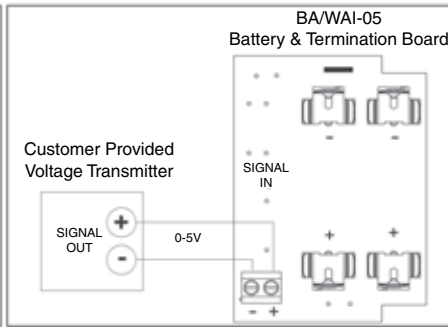 BA/WAI-05
Battery & Termination Board
Customer Provided
Voltage Transmitter
SIGNAL
IN
- -
SIGNAL
OUT
+
-
0-5V
+ +
- +